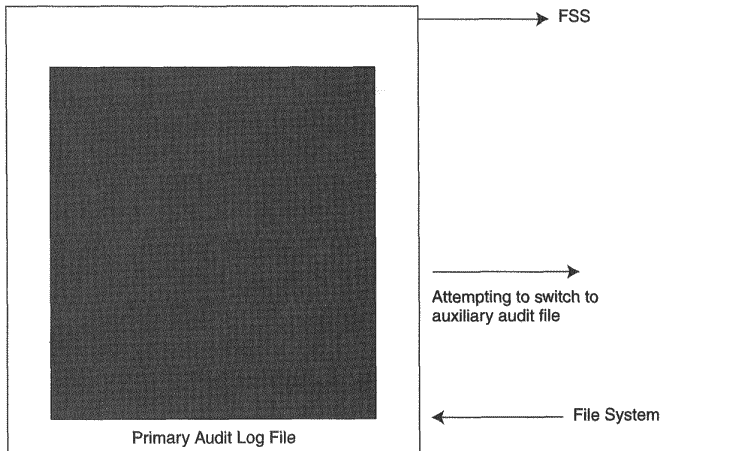 FSS
Attempting to switch to
auxiliary audit file
File System
Primary Audit Log File